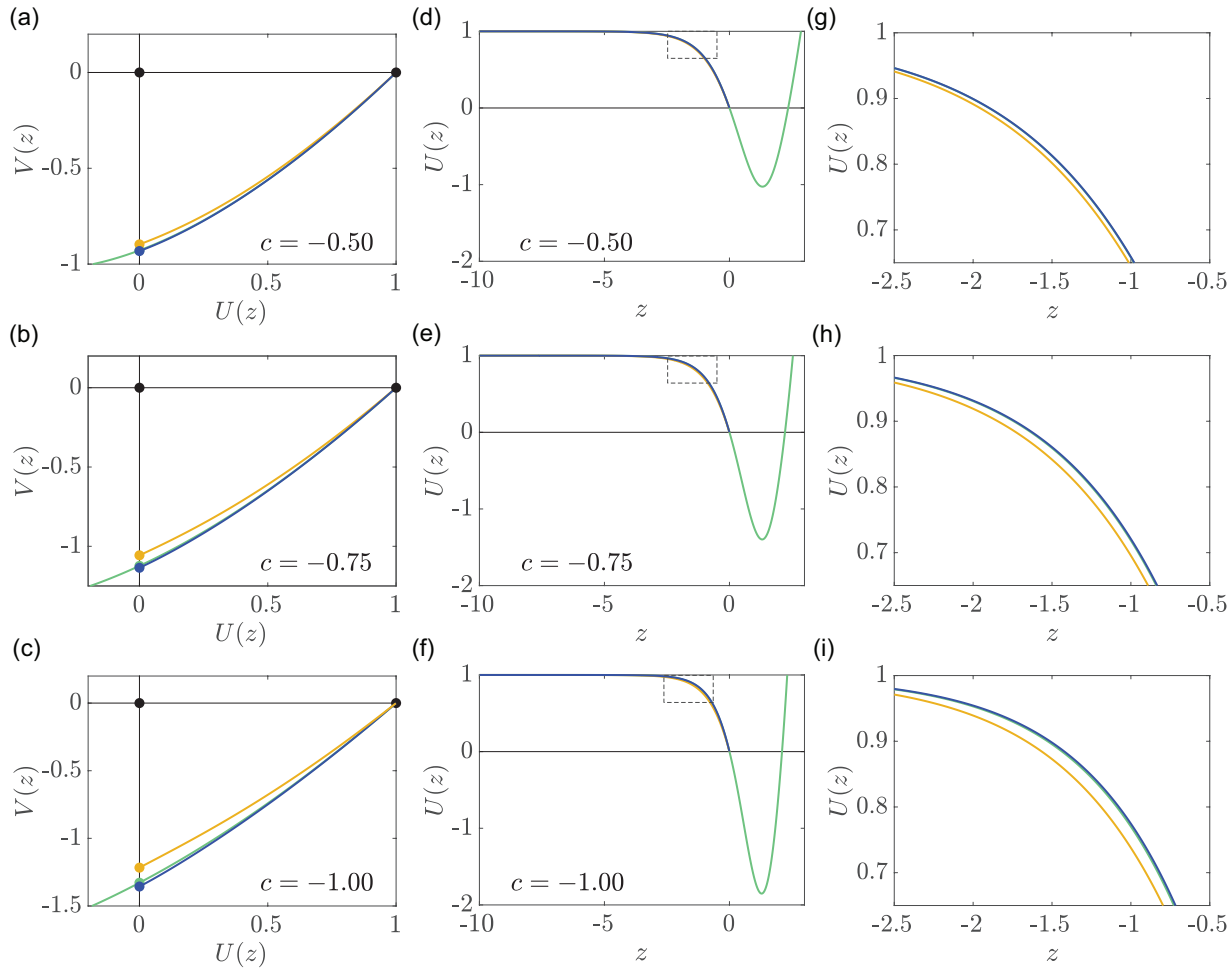 (a)
0
-0.5
-1
V(z)
c = −0.50
0
0.5
1
U(z)
(d)
1
0
-1
-2
U(z)
c = −0.50
-10
-5
0
z
(g)
1
0.9
0.8
0.7
U(z)
-2.5
-2
-1.5
-1
-0.5
z
(b)
0
-0.5
-1
V(z)
c = −0.75
0
0.5
1
U(z)
(e)
1
0
-1
-2
U(z)
c = −0.75
-10
-5
0
z
(h)
1
0.9
0.8
0.7
U(z)
-2.5
-2
-1.5
-1
-0.5
z
(c)
0
-0.5
-1
-1.5
V(z)
c = −1.00
0
0.5
1
U(z)
(f)
1
0
-1
-2
U(z)
c = −1.00
-10
-5
0
z
(i)
1
0.9
0.8
0.7
U(z)
-2.5
-2
-1.5
-1
-0.5
z